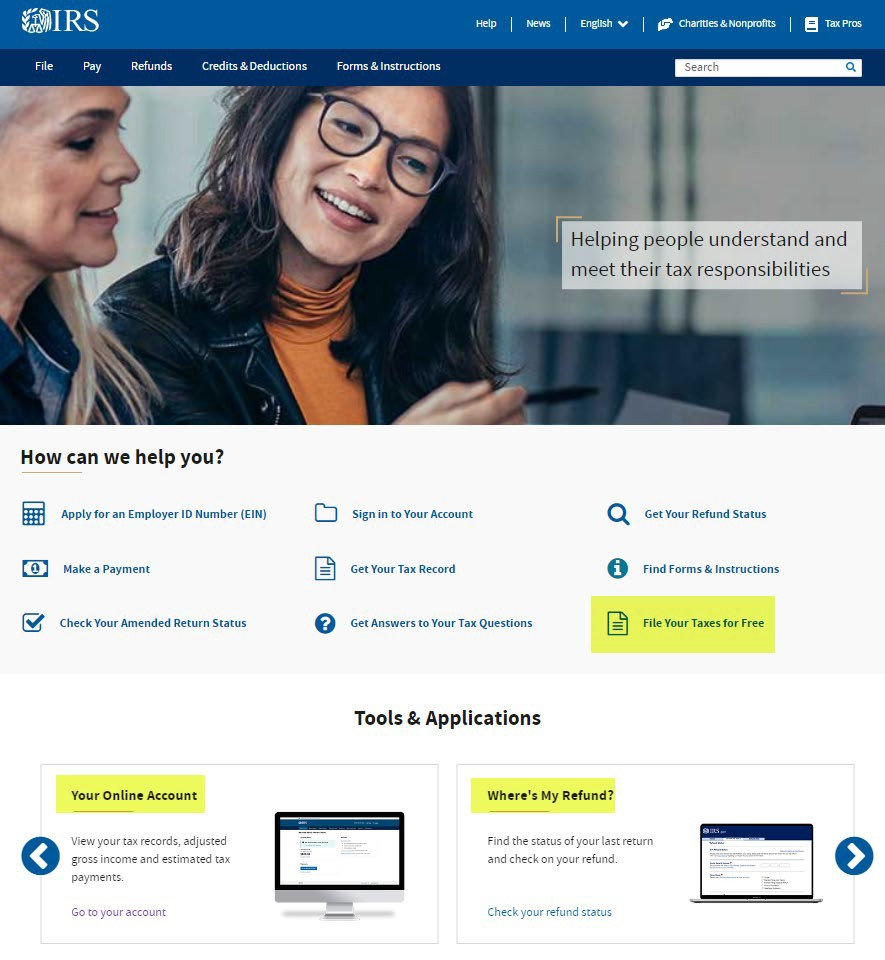 IRS
Help
News
English
Charities & Nonprofits
Tax Pros
File
Pay
Refunds
Credits & Deductions
Forms & Instructions
Search
Helping people understand and
meet their tax responsibilities
How can we help you?
Apply for an Employer ID Number (EIN)
Sign in to Your Account
Get Your Refund Status
Make a Payment
Get Your Tax Record
Find Forms & Instructions
Check Your Amended Return Status
Get Answers to Your Tax Questions
File Your Taxes for Free
Tools & Applications
Your Online Account
View your tax records, adjusted
gross income and estimated tax
payments.
Go to your account
Where's My Refund?
Find the status of your last return
and check on your refund.
Check your refund status
IRS